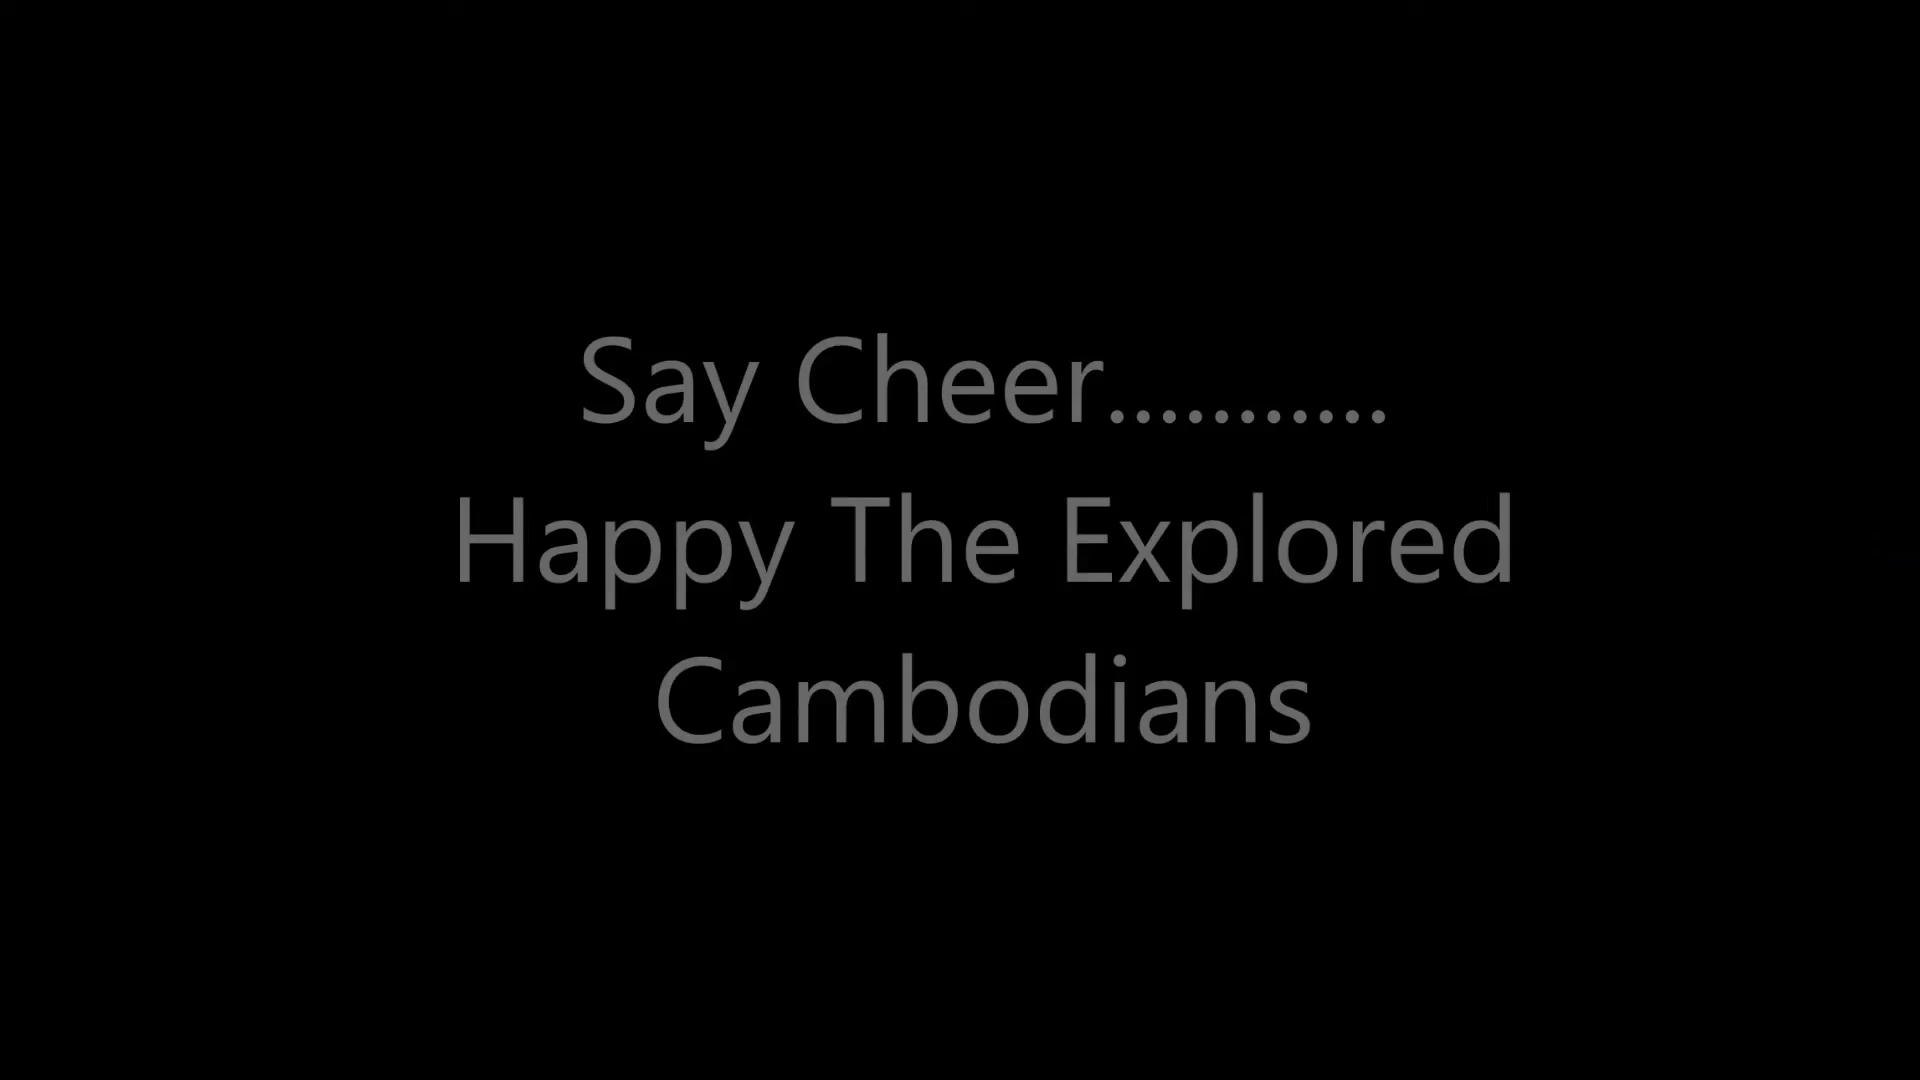 Say Cheer...........
Happy The Explored
Cambodians